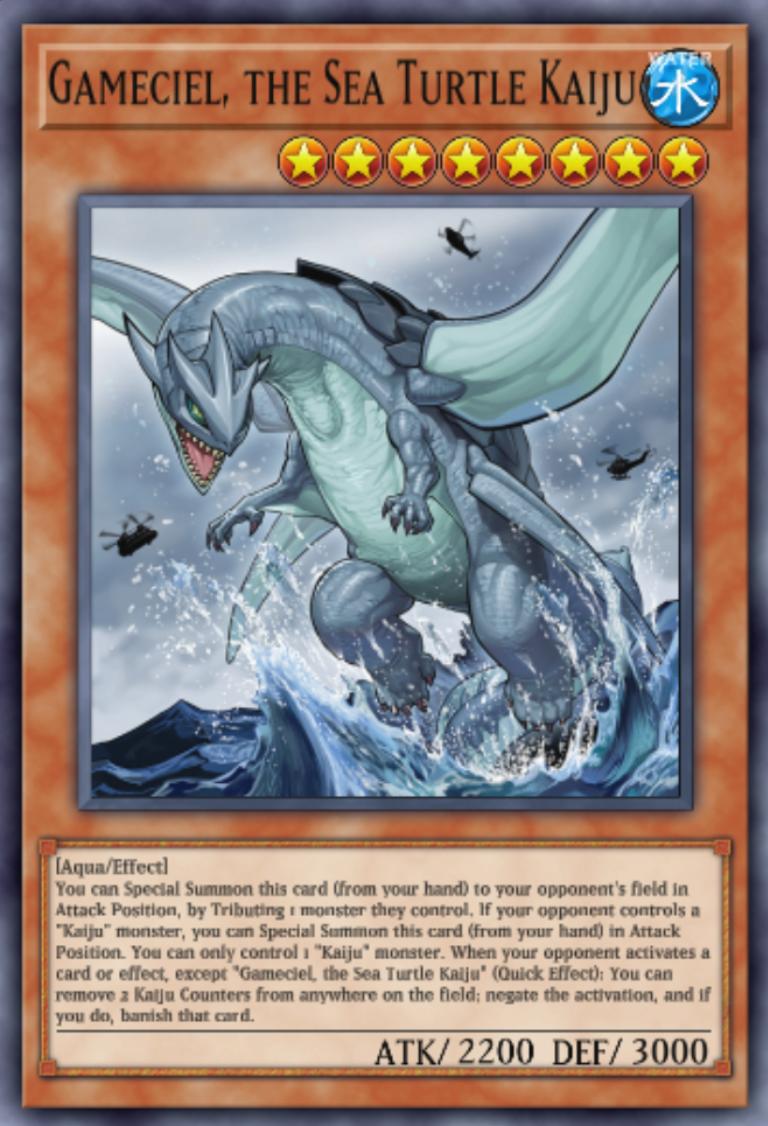 GAMECIEL, THE SEA TURTLE KAIJU
WATER
水
[Aqua/Effect]
You can Special Summon this card (from your hand) to your opponent's field in
Attack Position, by Tributing 1 monster they control. If your opponent controls a
"Kaiju" monster, you can Special Summon this card (from your hand) in Attack
Position. You can only control 1 "Kaiju" monster. When your opponent activates a
card or effect, except "Gameciel, the Sea Turtle Kaiju" (Quick Effect): You can
remove 2 Kaiju Counters from anywhere on the field; negate the activation, and if
you do, banish that card.
ATK/ 2200 DEF/ 3000